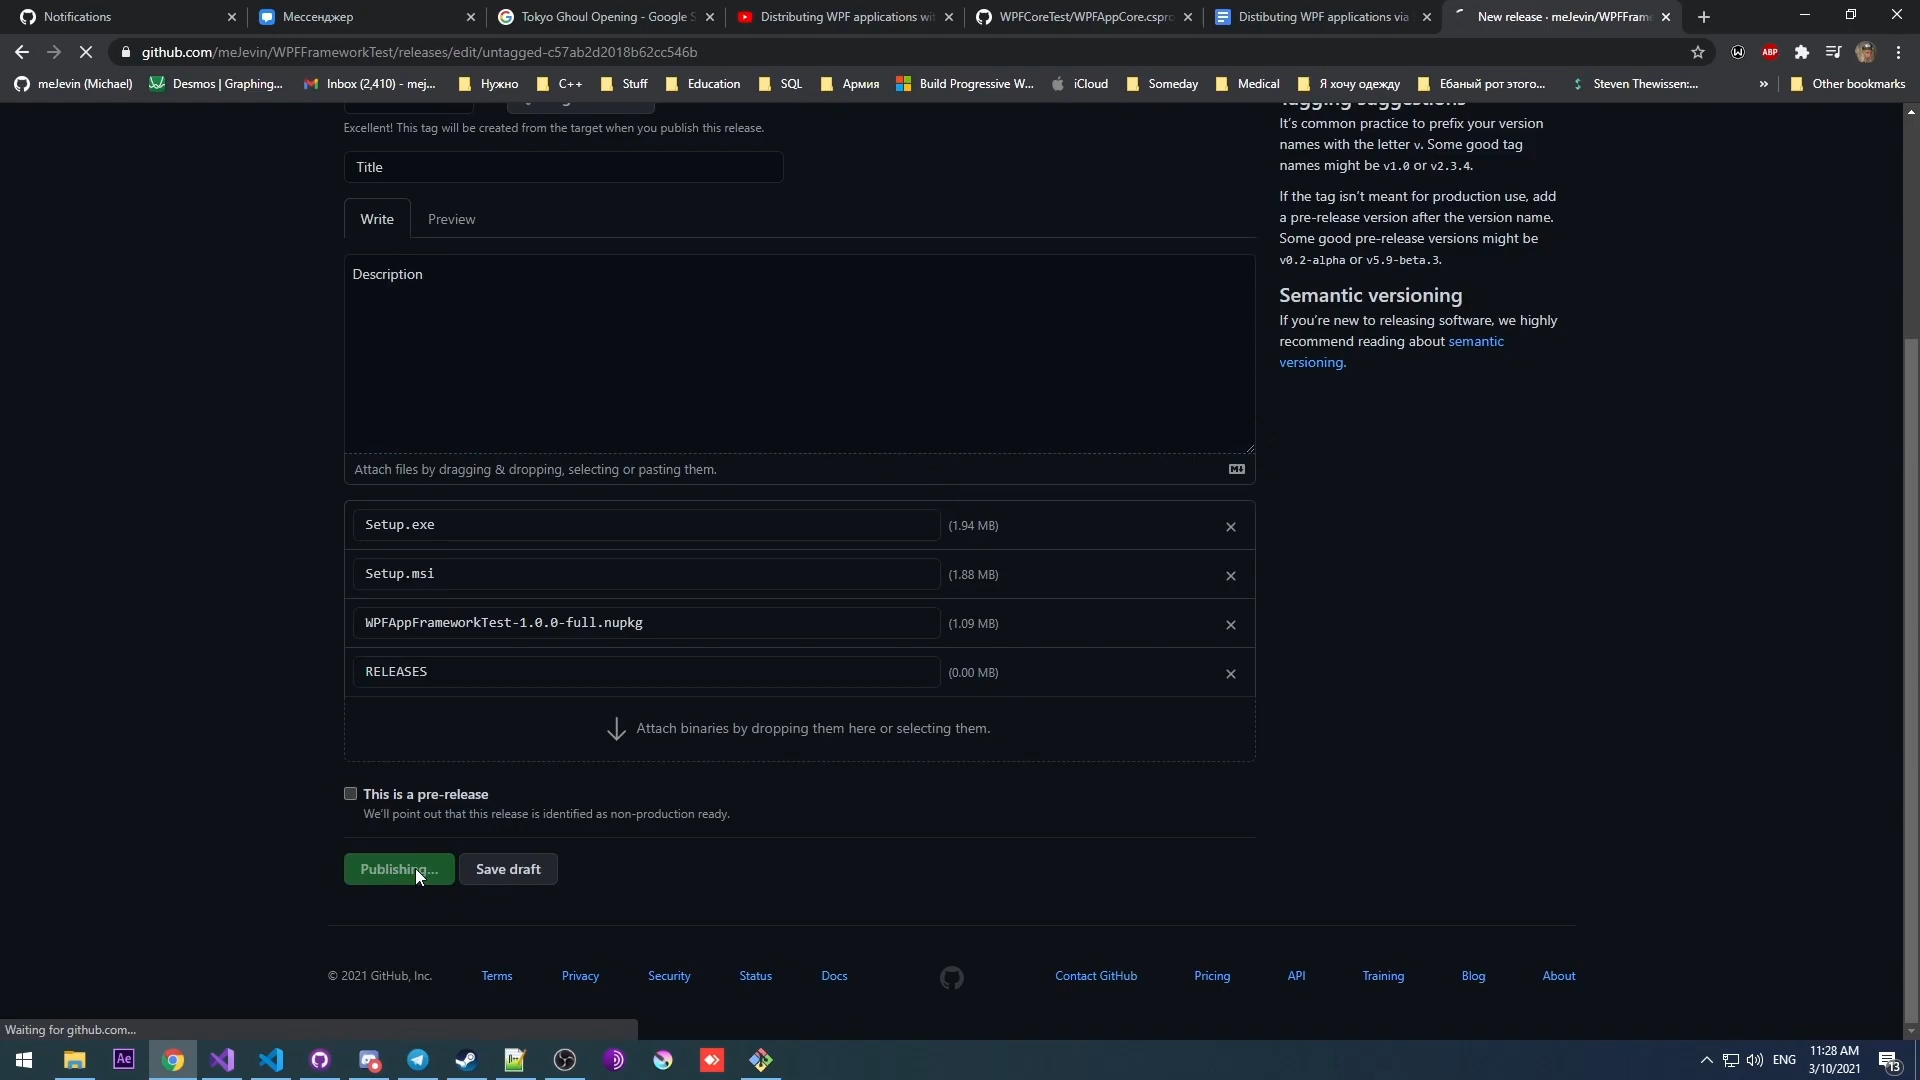 Notifications
Мессенджер
Tokyo Ghoul Opening - Google S
Distributing WPF applications wit
WPFCoreTest/WPFAppCore.cspro
Distibuting WPF applications via
New release · meJevin/WPFFram
github.com/meJevin/WPFFrameworkTest/releases/edit/untagged-c57ab2d2018b62cc546b
ABP
meJevin (Michael)
Desmos | Graphing...
Inbox (2,410) - mej...
Нужно
C++
Stuff
Education
SQL
Армия
Build Progressive W...
iCloud
Someday
Medical
Я хочу одежду
Ебаный рот этого...
Steven Thewissen:...
»
Other bookmarks
Excellent! This tag will be created from the target when you publish this release.
Title
Write
Preview
Description
Attach files by dragging & dropping, selecting or pasting them.
Setup.exe
(1.94 MB)
Setup.msi
(1.88 MB)
WPFAppFrameworkTest-1.0.0-full.nupkg
(1.09 MB)
RELEASES
(0.00 MB)
Attach binaries by dropping them here or selecting them.
This is a pre-release
We'll point out that this release is identified as non-production ready.
Publishing...
Save draft
Tagging suggestions
It's common practice to prefix your version
names with the letter v. Some good tag
names might be v1.0 or v2.3.4.
If the tag isn't meant for production use, add
a pre-release version after the version name.
Some good pre-release versions might be
v0.2-alpha or v5.9-beta.3.
Semantic versioning
If you're new to releasing software, we highly
recommend reading about semantic
versioning.
© 2021 GitHub, Inc.
Terms
Privacy
Security
Status
Docs
Contact GitHub
Pricing
API
Training
Blog
About
Waiting for github.com...
Ae
ENG
11:28 AM
3/10/2021
13